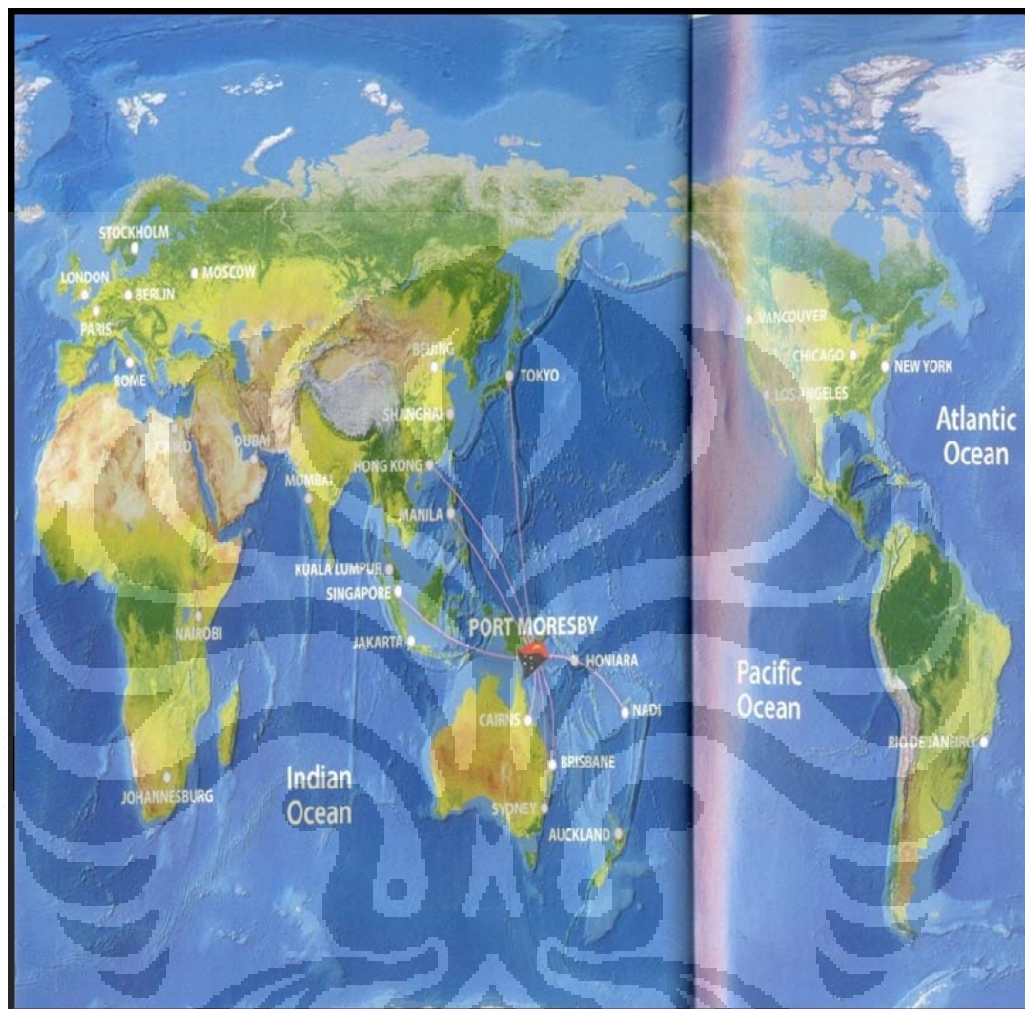 STOCKHOLM
LONDON
MOSCOW
BERLIN
PARIS
ROME
CAIRO
DUBAI
MUMBAI
BEIJING
TOKYO
SHANGHAI
HONG KONG
MANILA
KUALA LUMPUR
SINGAPORE
PORT MORESBY
JAKARTA
NAIROBI
HONIARA
NADI
CAIRNS
BRISBANE
SYDNEY
AUCKLAND
JOHANNESBURG
Indian
Ocean
VANCOUVER
CHICAGO
NEW YORK
LOS ANGELES
Atlantic
Ocean
Pacific
Ocean
RIO DE JANEIRO